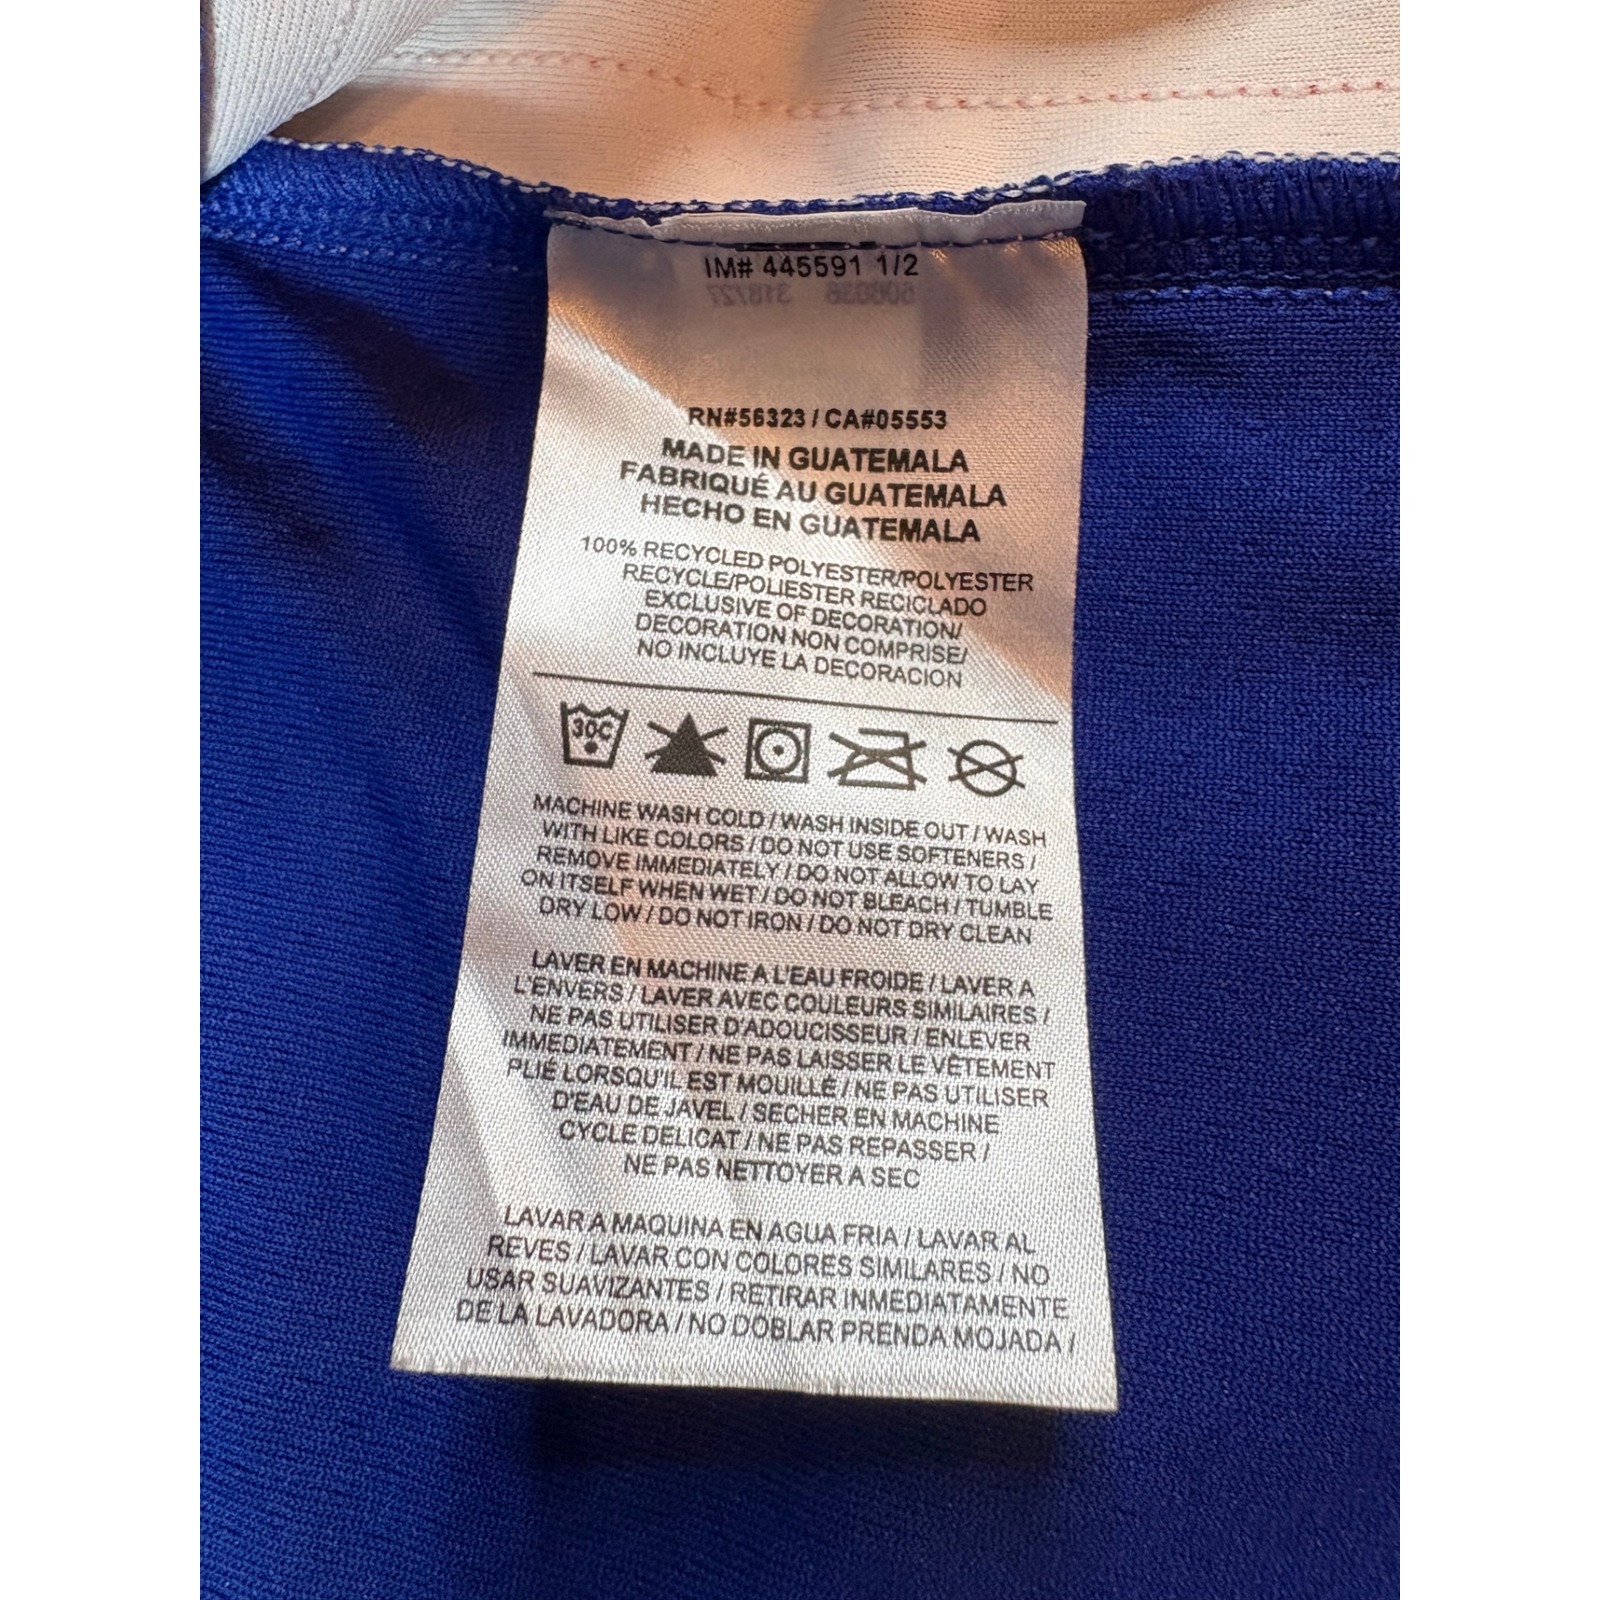 IM# 445591 1/2
RN#56323 / CA#05553
MADE IN GUATEMALA
FABRIQUÉ AU GUATEMALA
HECHO EN GUATEMALA
100% RECYCLED POLYESTER/POLYESTER
RECYCLE/POLIESTER RECICLADO
EXCLUSIVE OF DECORATION/
DECORATION NON COMPRISE/
NO INCLUYE LA DECORACION
30C
MACHINE WASH COLD / WASH INSIDE OUT / WASH
WITH LIKE COLORS / DO NOT USE SOFTENERS /
REMOVE IMMEDIATELY / DO NOT ALLOW TO LAY
ON ITSELF WHEN WET / DO NOT BLEACH / TUMBLE
DRY LOW / DO NOT IRON / DO NOT DRY CLEAN
LAVER EN MACHINE A L'EAU FROIDE / LAVER A
L'ENVERS / LAVER AVEC COULEURS SIMILAIRES /
NE PAS UTILISER D'ADOUCISSEUR / ENLEVER
IMMEDIATEMENT / NE PAS LAISSER LE VÊTEMENT
PLIÉ LORSQU'IL EST MOUILLÉ / NE PAS UTILISER
D'EAU DE JAVEL / SECHER EN MACHINE
CYCLE DELICAT / NE PAS REPASSER /
NE PAS NETTOYER A SEC
LAVAR A MAQUINA EN AGUA FRIA / LAVAR AL
REVES / LAVAR CON COLORES SIMILARES / NO
USAR SUAVIZANTES / RETIRAR INMEDIATAMENTE
DE LA LAVADORA / NO DOBLAR PRENDA MOJADA /